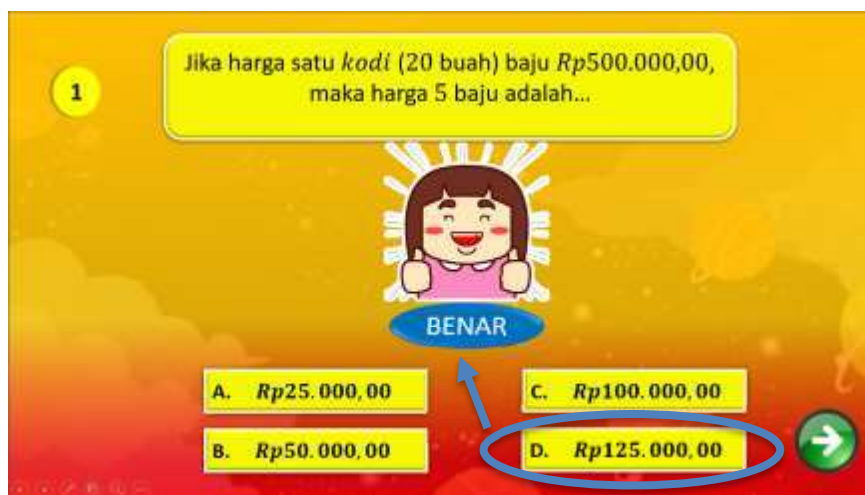 1
Jika harga satu kodi (20 buah) baju Rp500.000,00,
maka harga 5 baju adalah...
BENAR
A. Rp25.000,00
B. Rp50.000,00
C. Rp100.000,00
D. Rp125.000,00